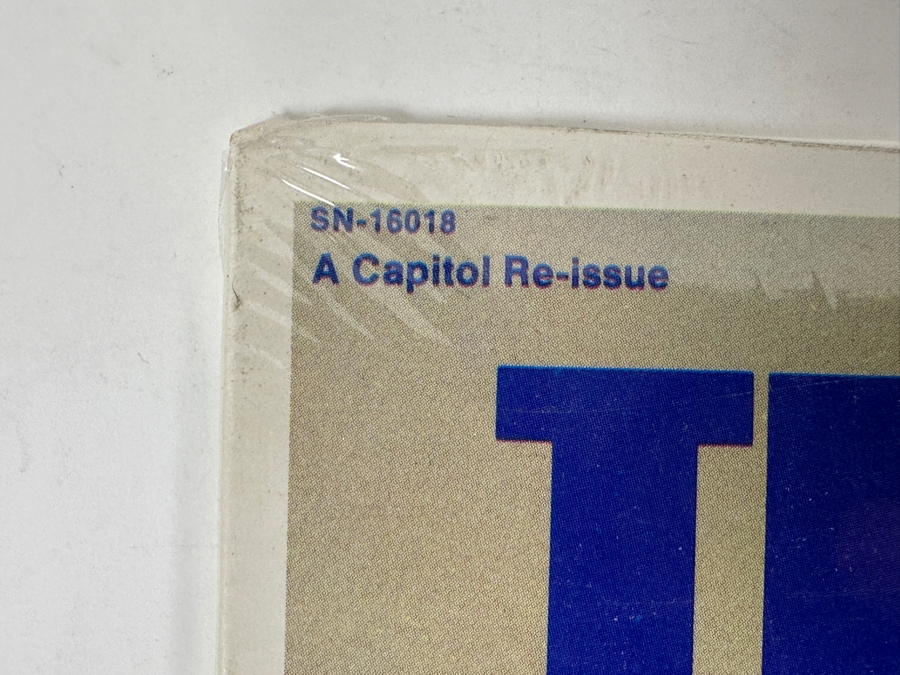 SN-16018
A Capitol Re-issue